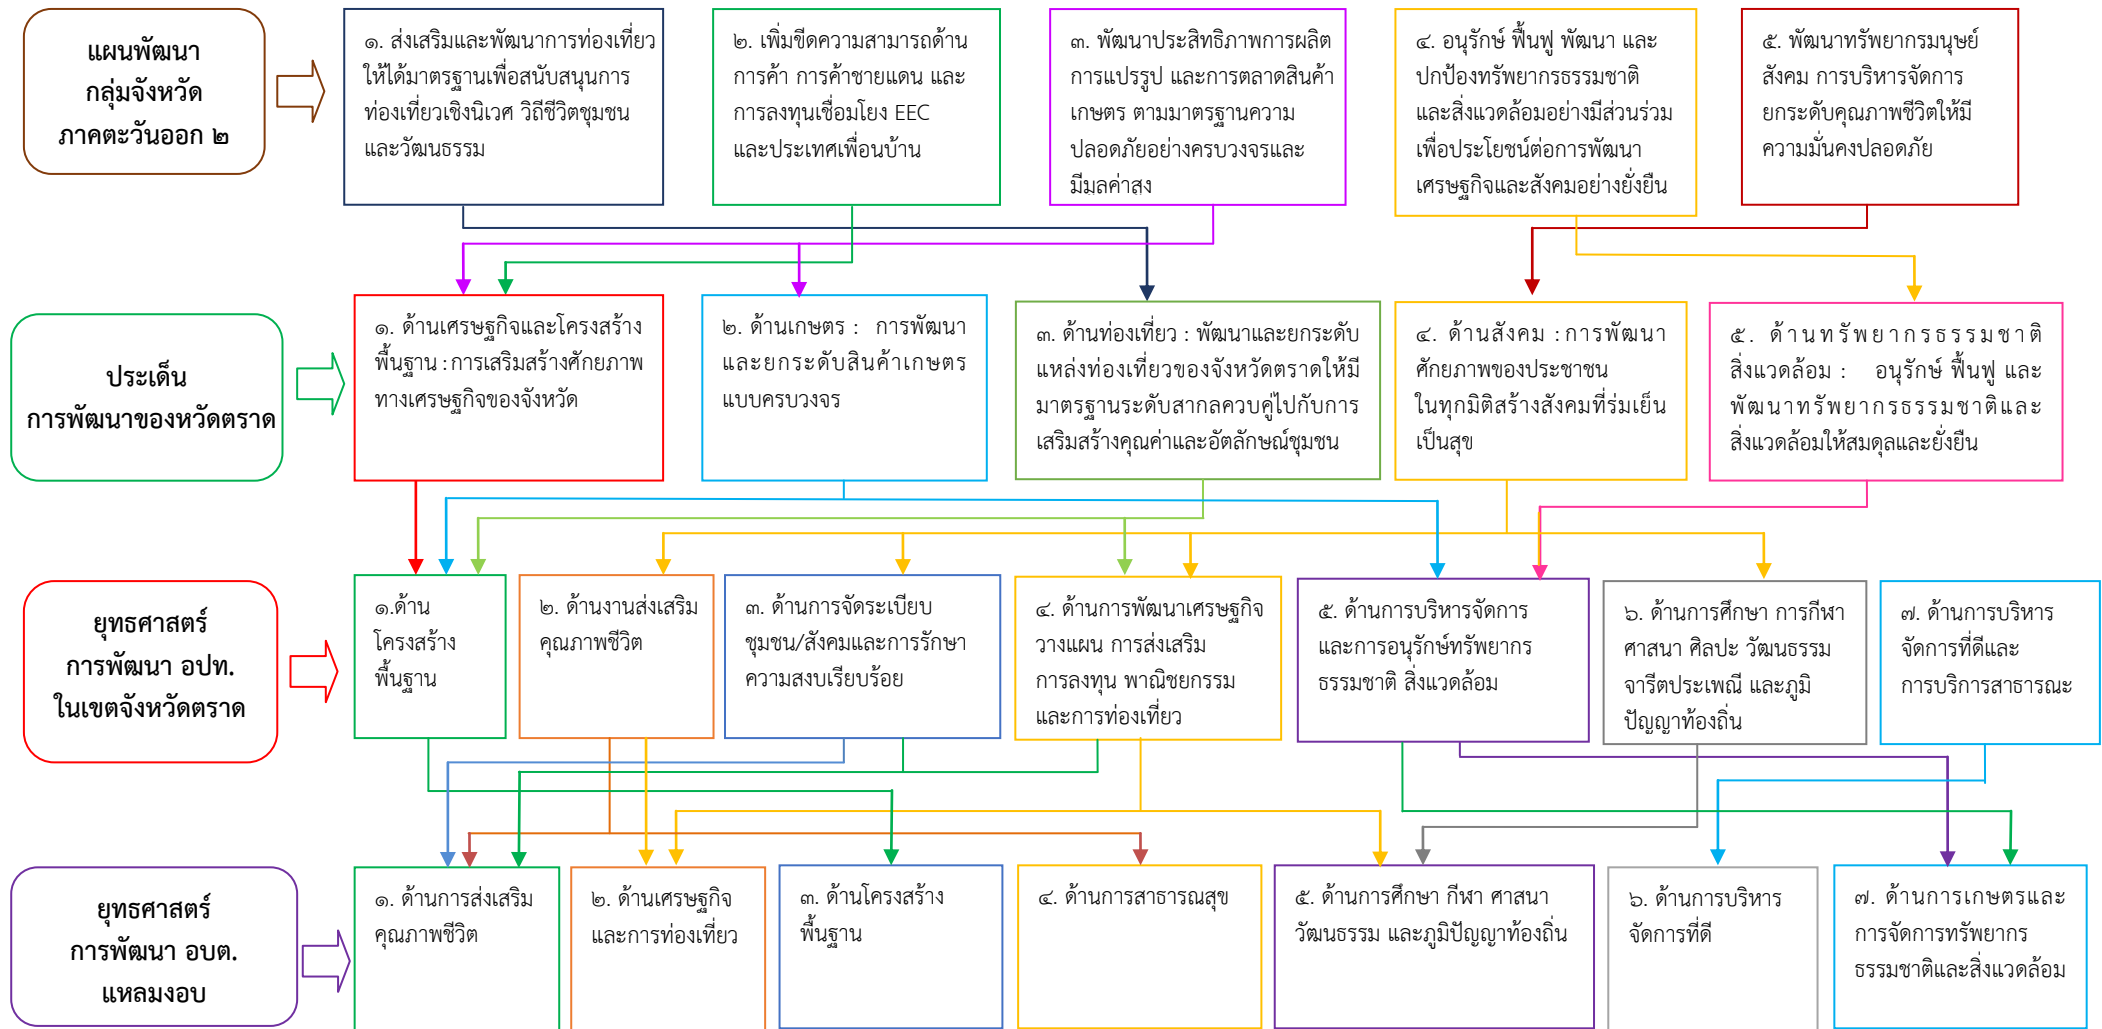 แผนพัฒนา
กลุ่มจังหวัด
ภาคตะวันออก ๒
๑. ส่งเสริมและพัฒนาการท่องเที่ยว
ให้ได้มาตรฐานเพื่อสนับสนุนการ
ท่องเที่ยวเชิงนิเวศ วิถีชีวิตชุมชน
และวัฒนธรรม
๒. เพิ่มขีดความสามารถด้าน
การค้า การค้าชายแดน และ
การลงทุนเชื่อมโยง EEC
และประเทศเพื่อนบ้าน
๓. พัฒนาประสิทธิภาพการผลิต
การแปรรูป และการตลาดสินค้า
เกษตร ตามมาตรฐานความ
ปลอดภัยอย่างครบวงจรและ
มีมูลค่าสูง
๔. อนุรักษ์ ฟื้นฟู พัฒนา และ
ปกป้องทรัพยากรธรรมชาติ
และสิ่งแวดล้อมอย่างมีส่วนร่วม
เพื่อประโยชน์ต่อการพัฒนา
เศรษฐกิจและสังคมอย่างยั่งยืน
๕. พัฒนาทรัพยากรมนุษย์
สังคม การบริหารจัดการ
ยกระดับคุณภาพชีวิตให้มี
ความมั่นคงปลอดภัย
ประเด็น
การพัฒนาของหวัดตราด
๑. ด้านเศรษฐกิจและโครงสร้าง
พื้นฐาน : การเสริมสร้างศักยภาพ
ทางเศรษฐกิจของจังหวัด
๒. ด้านเกษตร : การพัฒนา
และยกระดับสินค้าเกษตร
แบบครบวงจร
๓. ด้านท่องเที่ยว : พัฒนาและยกระดับ
แหล่งท่องเที่ยวของจังหวัดตราดให้มี
มาตรฐานระดับสากลควบคู่ไปกับการ
เสริมสร้างคุณค่าและอัตลักษณ์ชุมชน
๔. ด้านสังคม : การพัฒนา
ศักยภาพของประชาชน
ในทุกมิติสร้างสังคมที่ร่มเย็น
เป็นสุข
๕. ด้านทรัพยากรธรรมชาติ
สิ่งแวดล้อม : อนุรักษ์ ฟื้นฟู และ
พัฒนาทรัพยากรธรรมชาติและ
สิ่งแวดล้อมให้สมดุลและยั่งยืน
ยุทธศาสตร์
การพัฒนา อปท.
ในเขตจังหวัดตราด
๑.ด้าน
โครงสร้าง
พื้นฐาน
๒. ด้านงานส่งเสริม
คุณภาพชีวิต
๓. ด้านการจัดระเบียบ
ชุมชน/สังคมและการรักษา
ความสงบเรียบร้อย
๔. ด้านการพัฒนาเศรษฐกิจ
วางแผน การส่งเสริม
การลงทุน พาณิชยกรรม
และการท่องเที่ยว
๕. ด้านการบริหารจัดการ
และการอนุรักษ์ทรัพยากร
ธรรมชาติ สิ่งแวดล้อม
๖. ด้านการศึกษา การกีฬา
ศาสนา ศิลปะ วัฒนธรรม
จารีตประเพณี และภูมิ
ปัญญาท้องถิ่น
๗. ด้านการบริหาร
จัดการที่ดีและ
การบริการสาธารณะ
ยุทธศาสตร์
การพัฒนา อบต.
แหลมงอบ
๑. ด้านการส่งเสริม
คุณภาพชีวิต
๒. ด้านเศรษฐกิจ
และการท่องเที่ยว
๓. ด้านโครงสร้าง
พื้นฐาน
๔. ด้านการสาธารณสุข
๕. ด้านการศึกษา กีฬา ศาสนา
วัฒนธรรม และภูมิปัญญาท้องถิ่น
๖. ด้านการบริหาร
จัดการที่ดี
๗. ด้านการเกษตรและ
การจัดการทรัพยากร
ธรรมชาติและสิ่งแวดล้อม